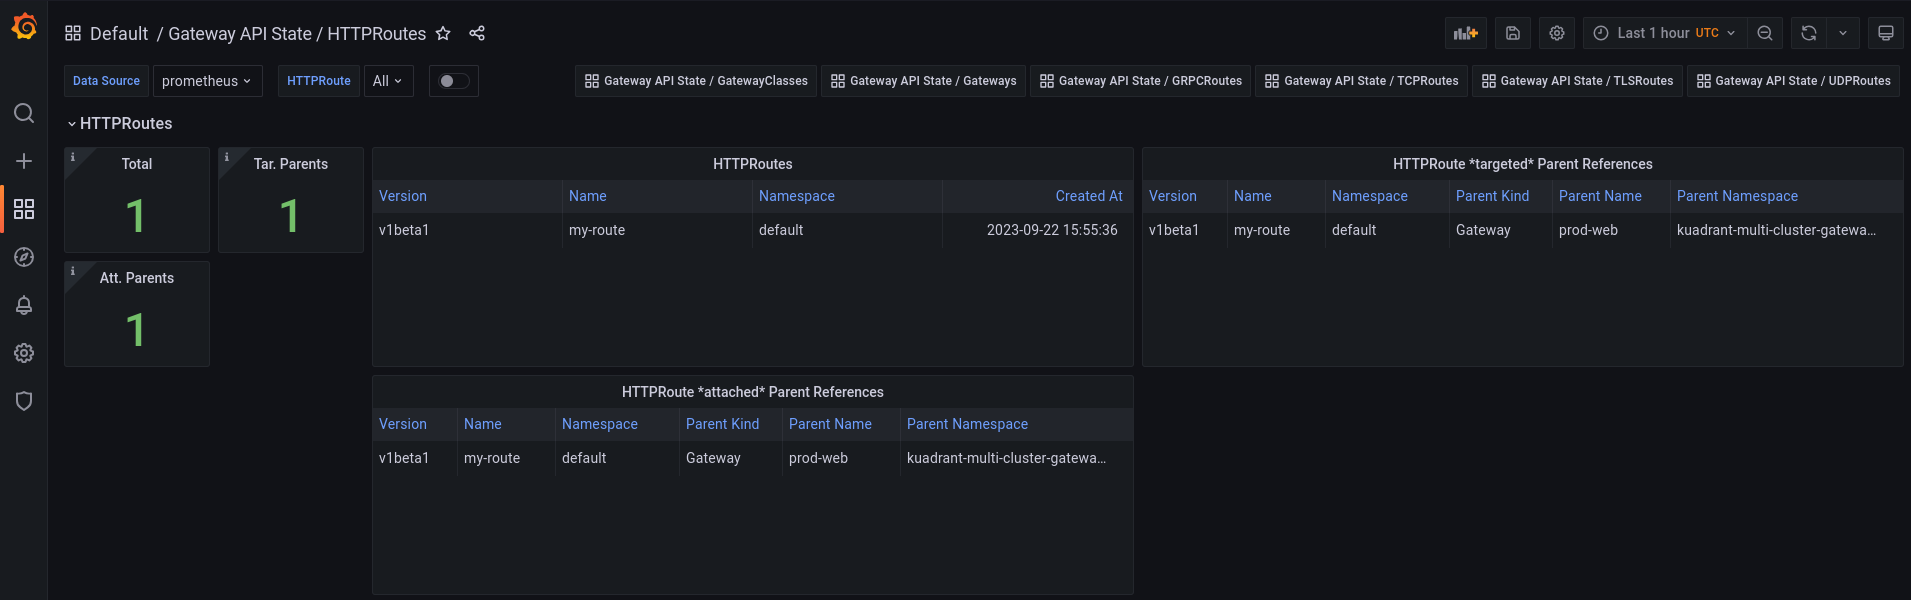 Default / Gateway API State / HTTPRoutes
Last 1 hour UTC
Data Source prometheus HTTPRoute All
Gateway API State / GatewayClasses
Gateway API State / Gateways
Gateway API State / GRPCRoutes
Gateway API State / TCPRoutes
Gateway API State / TLSRoutes
Gateway API State / UDPRoutes
HTTPRoutes
Total
1
Tar. Parents
1
Att. Parents
1
HTTPRoutes
Version Name Namespace Created At
v1beta1 my-route default 2023-09-22 15:55:36
HTTPRoute *targeted* Parent References
Version Name Namespace Parent Kind Parent Name Parent Namespace
v1beta1 my-route default Gateway prod-web kuadrant-multi-cluster-gatewa…
HTTPRoute *attached* Parent References
Version Name Namespace Parent Kind Parent Name Parent Namespace
v1beta1 my-route default Gateway prod-web kuadrant-multi-cluster-gatewa…